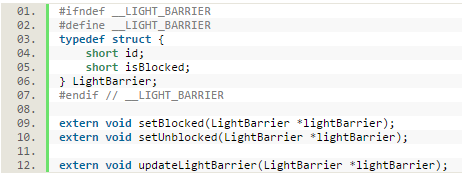 01. #ifndef __LIGHT_BARRIER
02. #define __LIGHT_BARRIER
03. typedef struct {
04.     short id;
05.     short isBlocked;
06. } LightBarrier;
07. #endif // __LIGHT_BARRIER
08.
09. extern void setBlocked(LightBarrier *lightBarrier);
10. extern void setUnblocked(LightBarrier *lightBarrier);
11.
12. extern void updateLightBarrier(LightBarrier *lightBarrier);